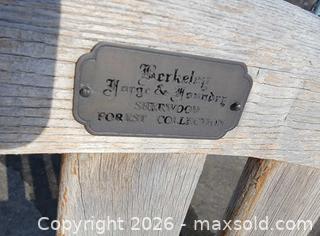 Berkeley
Forge & Foundry
SHERWOOD
FOREST COLLECTION
Copyright 2026 - maxsold.com